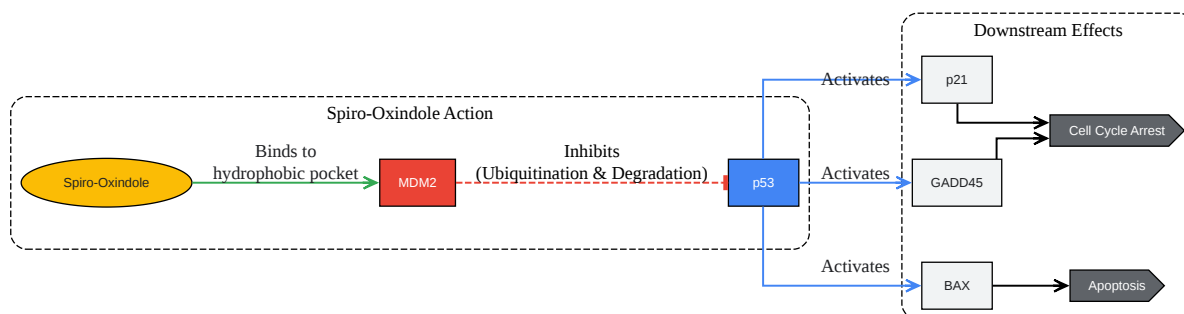 Downstream Effects
Activates
p21
Spiro-Oxindole Action
Cell Cycle Arrest
Spiro-Oxindole
Binds to
hydrophobic pocket
MDM2
Inhibits
(Ubiquitination & Degradation)
p53
Activates
GADD45
Activates
BAX
Apoptosis